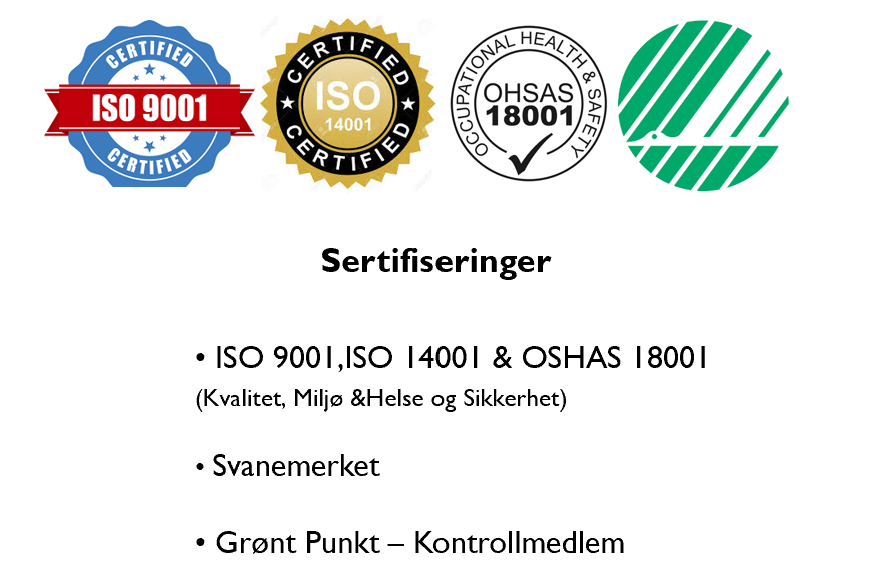 CERTIFIED
ISO 9001
CERTIFIED
CERTIFIED
ISO
14001
CERTIFIED
OCCUPATIONAL HEALTH & SAFETY
OHSAS
18001
Sertifiseringer
• ISO 9001,ISO 14001 & OSHAS 18001
(Kvalitet, Miljø &Helse og Sikkerhet)
• Svanemerket
• Grønt Punkt – Kontrollmedlem